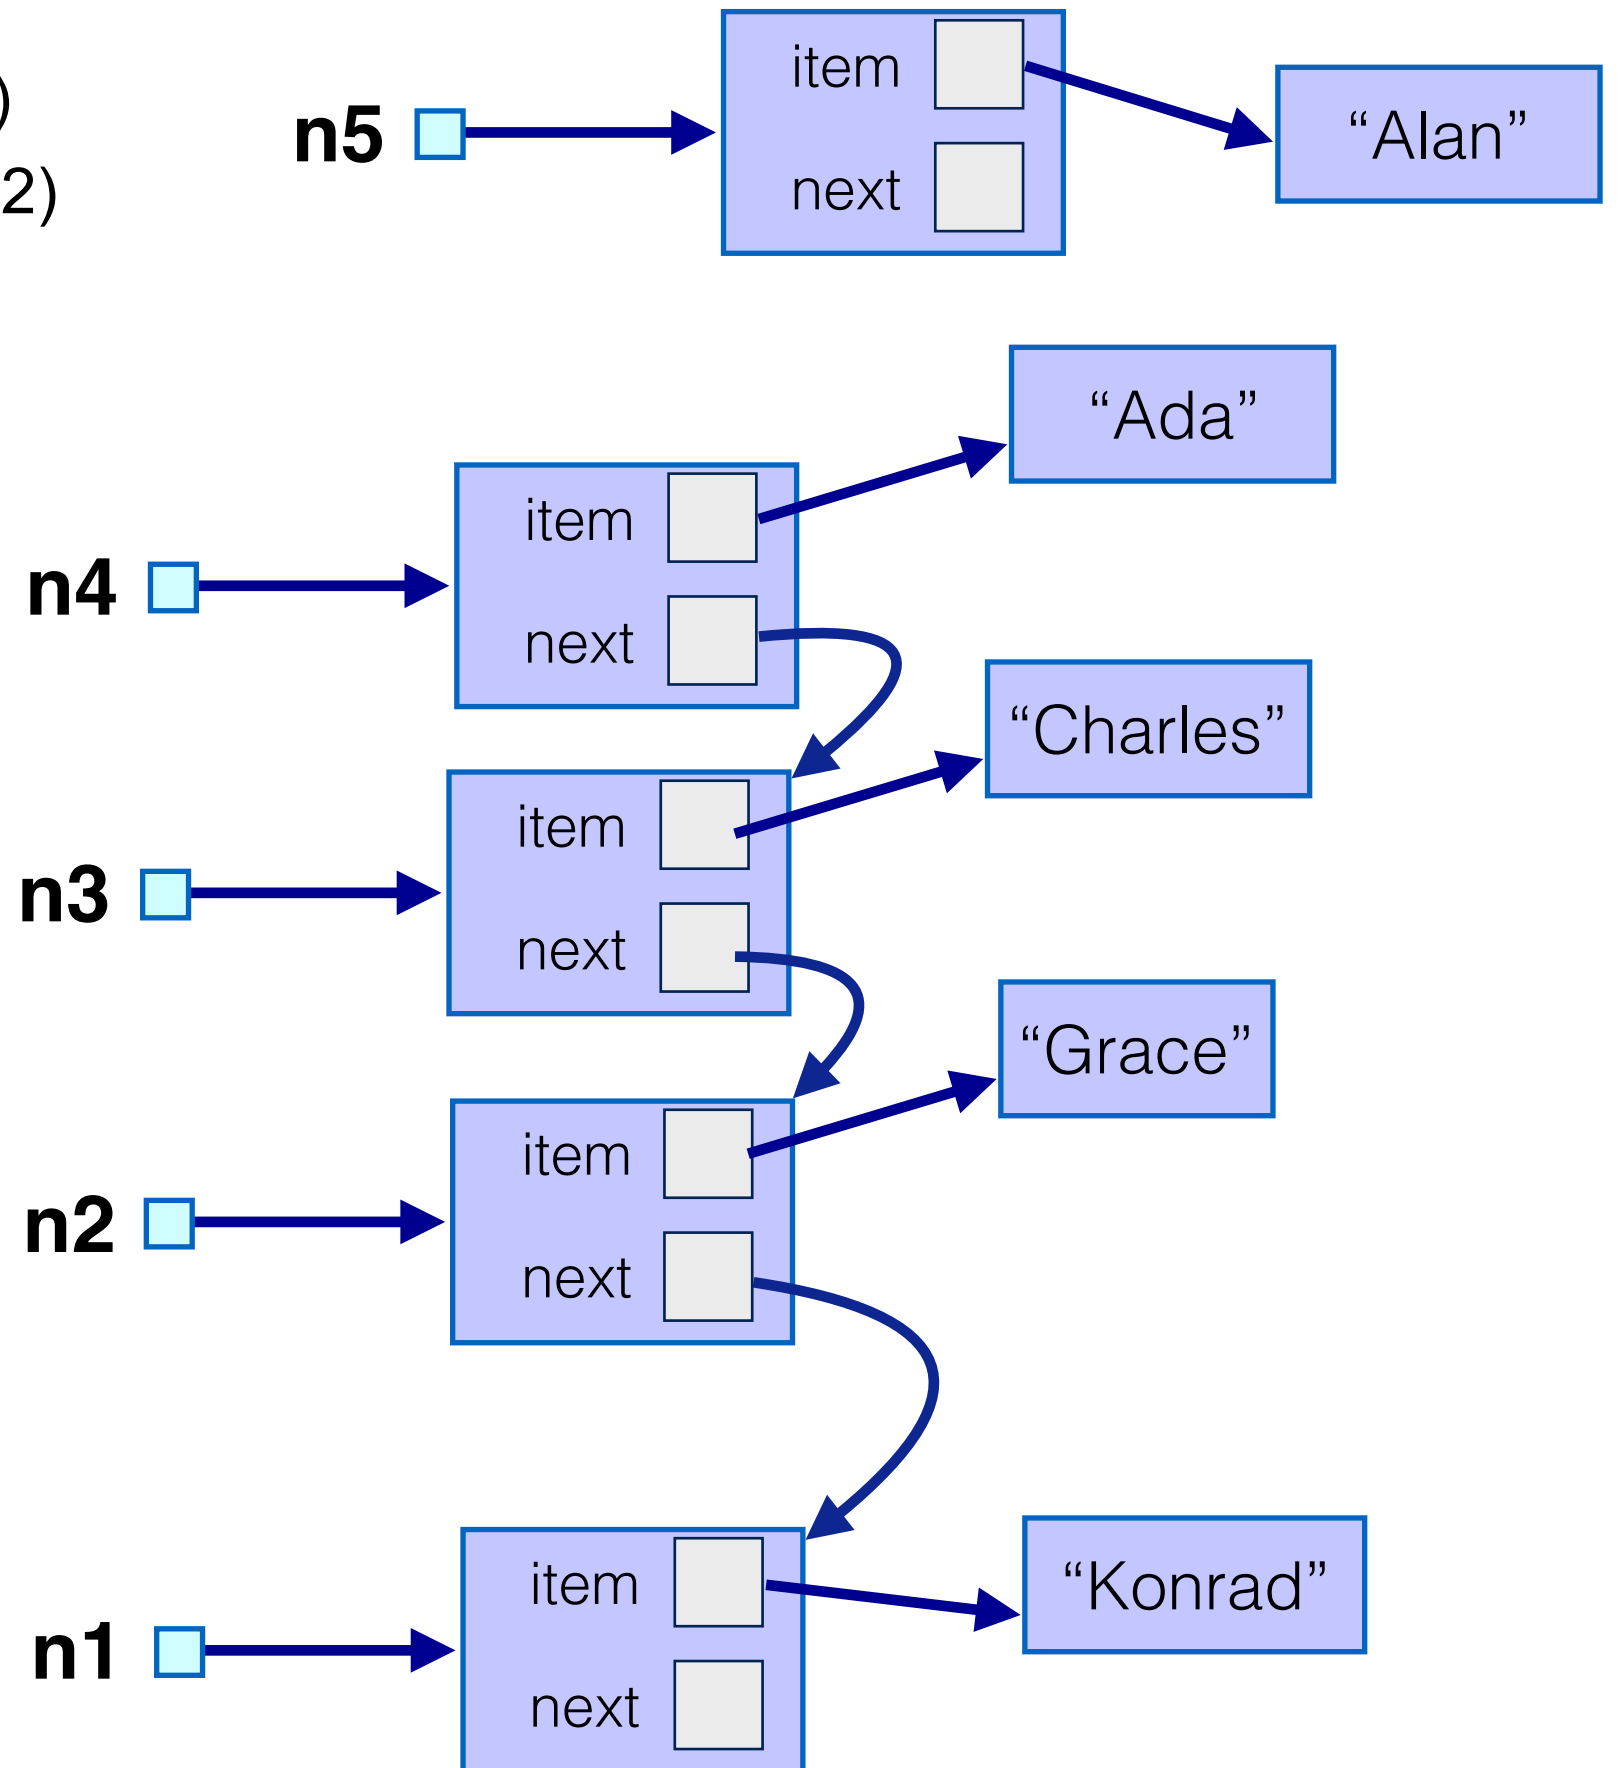 )
2)
n5
item
next
“Alan”
“Ada”
n4
item
next
“Charles”
n3
item
next
“Grace”
n2
item
next
“Konrad”
n1
item
next